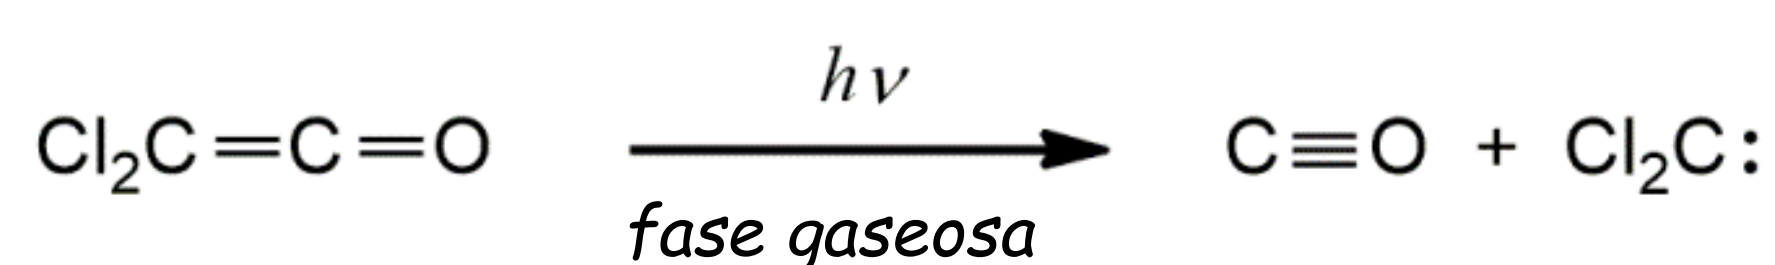 hν
Cl₂C=C=O C≡O + Cl₂C:
fase gaseosa